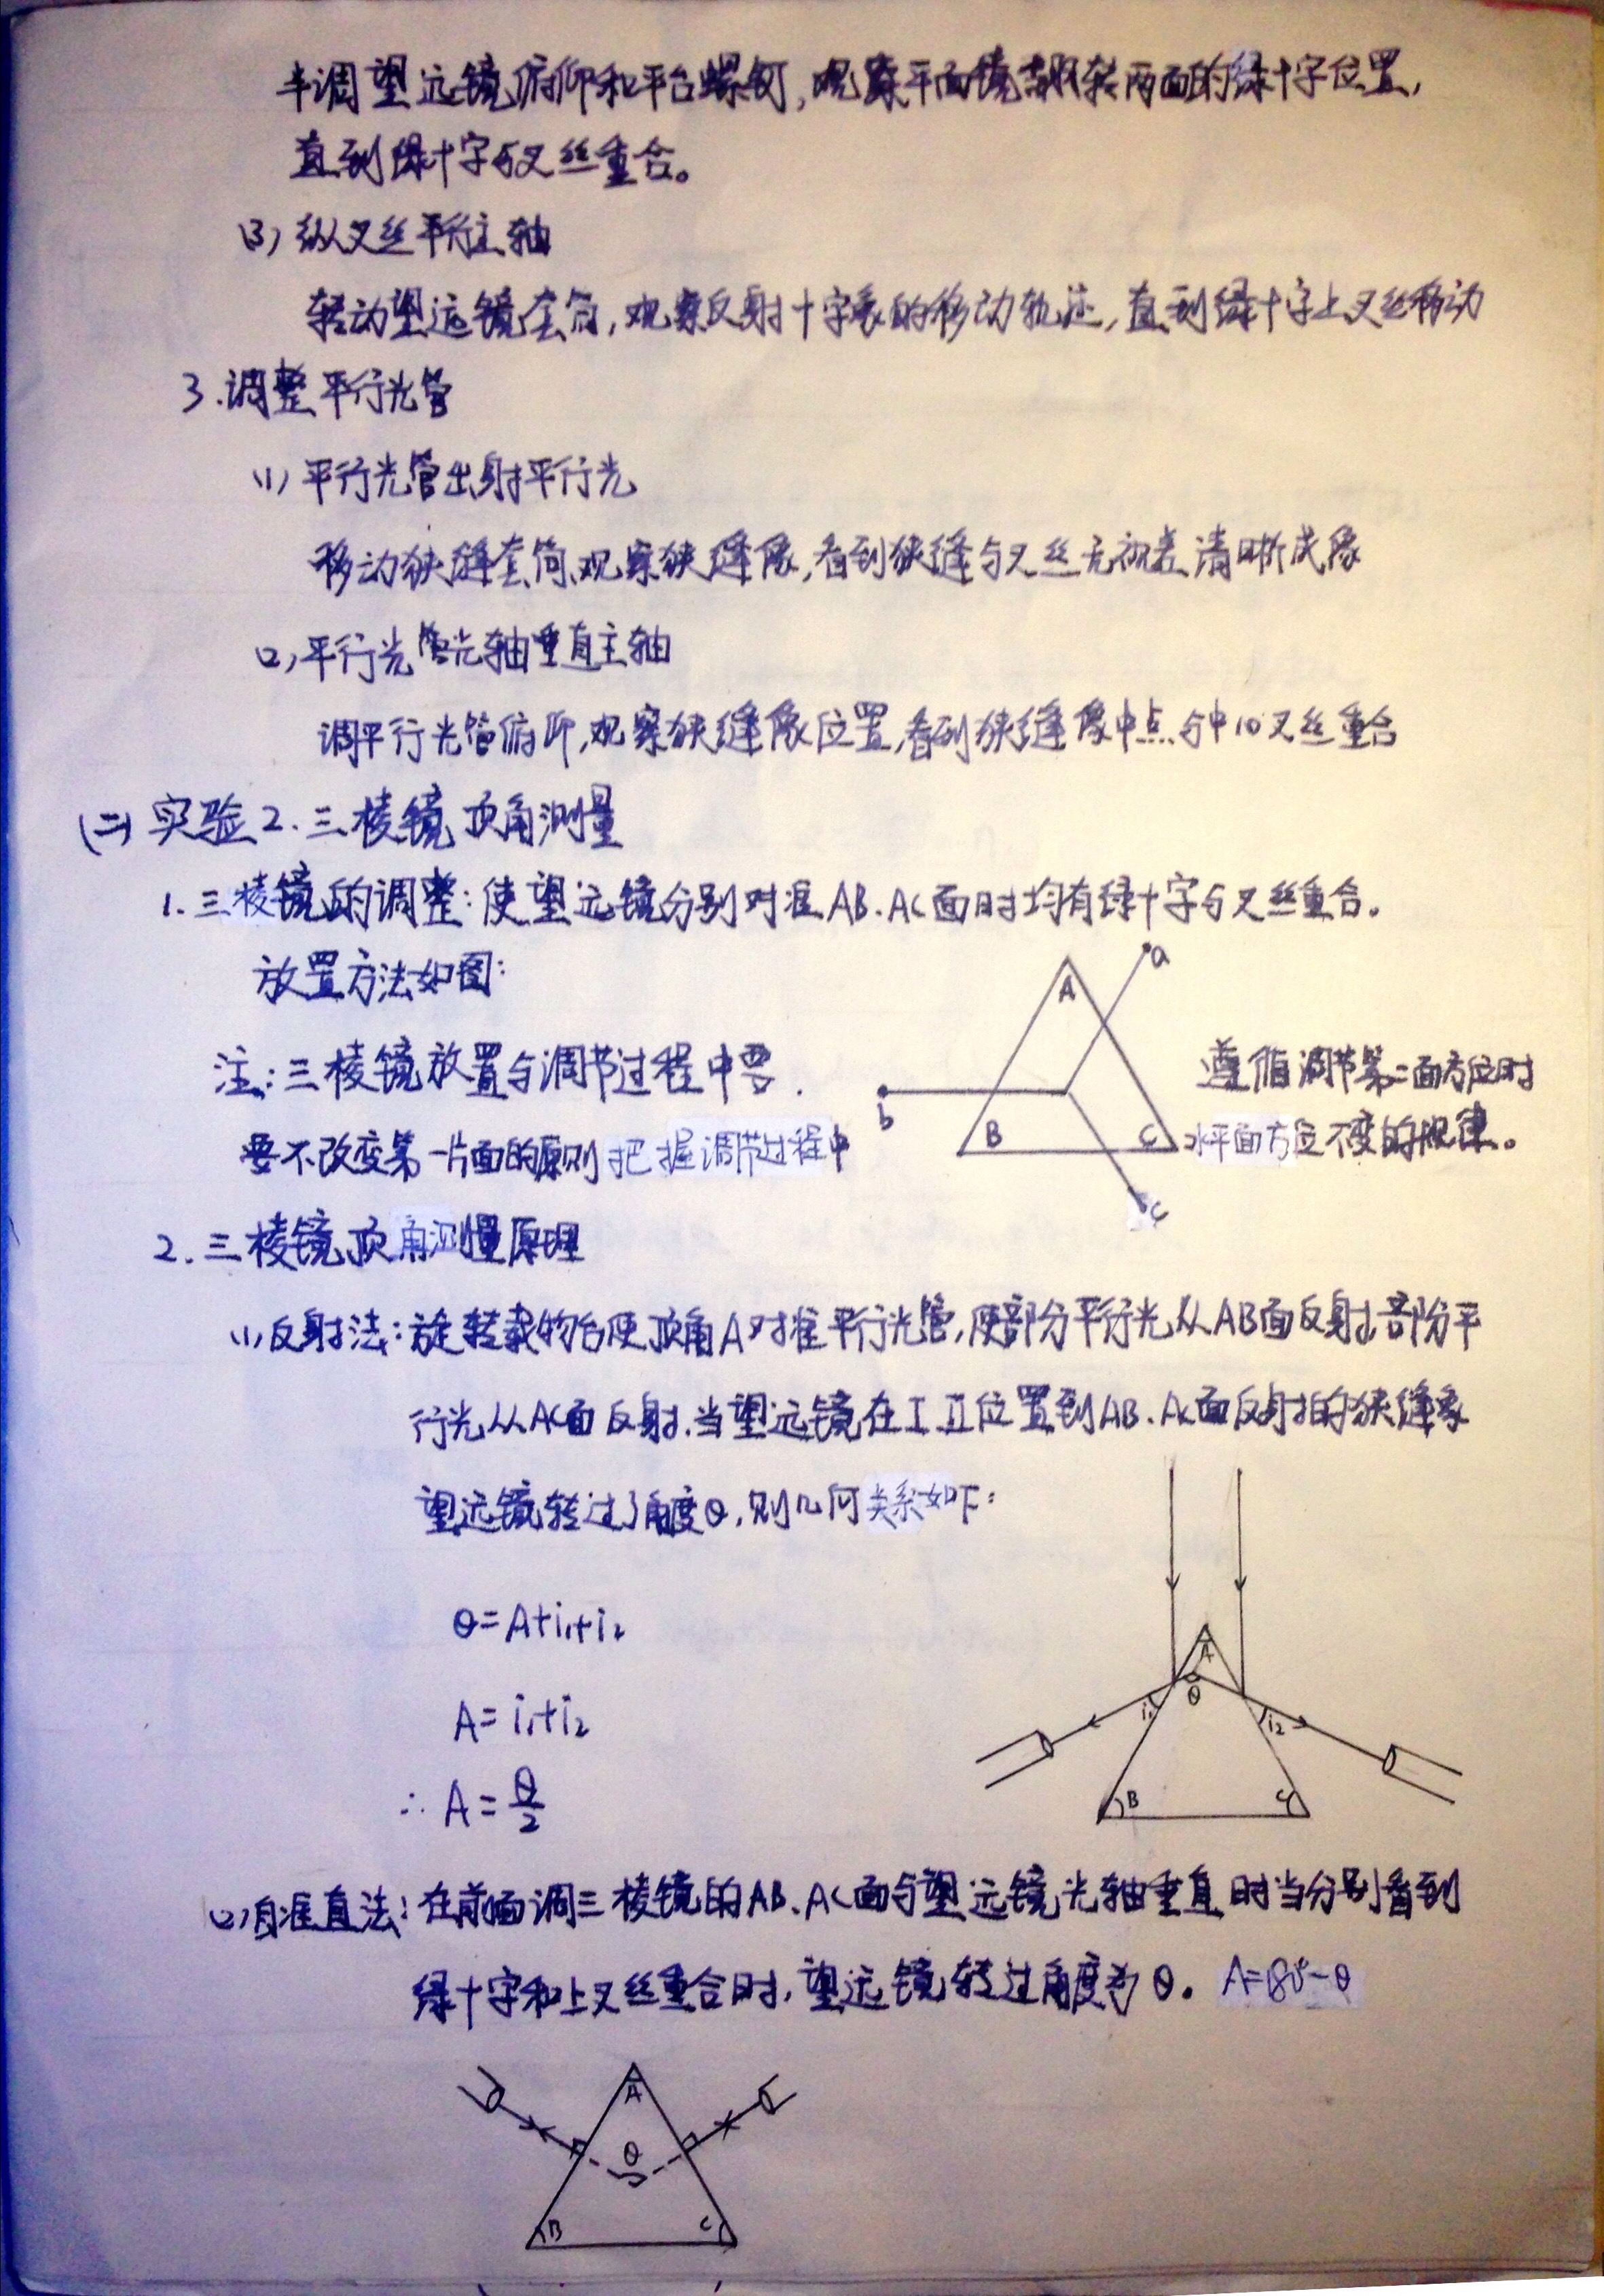 半调望远镜俯仰和平台螺钉,观察平面镜翻转两面的绿十字位置,
直到绿十字与叉丝重合。
(3) 纵叉丝平行主轴
转动望远镜套筒,观察反射十字象的移动轨迹,直到绿十字上叉丝移动
3.调整平行光管
(1) 平行光管出射平行光
移动狭缝套筒,观察狭缝像,看到狭缝与叉丝无视差清晰成像
(2) 平行光管光轴垂直主轴
调平行光管俯仰,观察狭缝像位置,看到狭缝像中点与中心叉丝重合
(二) 实验2.三棱镜顶角测量
1.三棱镜的调整:使望远镜分别对准AB.AC面时均有绿十字与叉丝重合。
放置方法如图:
a
A
b
B
C
c
注:三棱镜放置与调节过程中要.
遵循调节第二面方位时
要不改变第一片面的原则 把握调节过程中
水平面方位不变的规律。
2.三棱镜顶角测量原理
(1)反射法:旋转载物台使顶角A对准平行光管,使部分平行光从AB面反射,部分平
行光从AC面反射.当望远镜在I.II位置到AB.AC面反射的狭缝象
望远镜转过了角度θ,则几何关系如下:
θ=A+i₁+i₂
A=i₁+i₂
∴ A=θ/2
A
θ
i₁
i₂
B
C
(2)自准直法:在前面调三棱镜的AB.AC面与望远镜光轴垂直时当分别看到
绿十字和上叉丝重合时,望远镜转过角度为θ。 A=180°-θ
A
θ
B
C